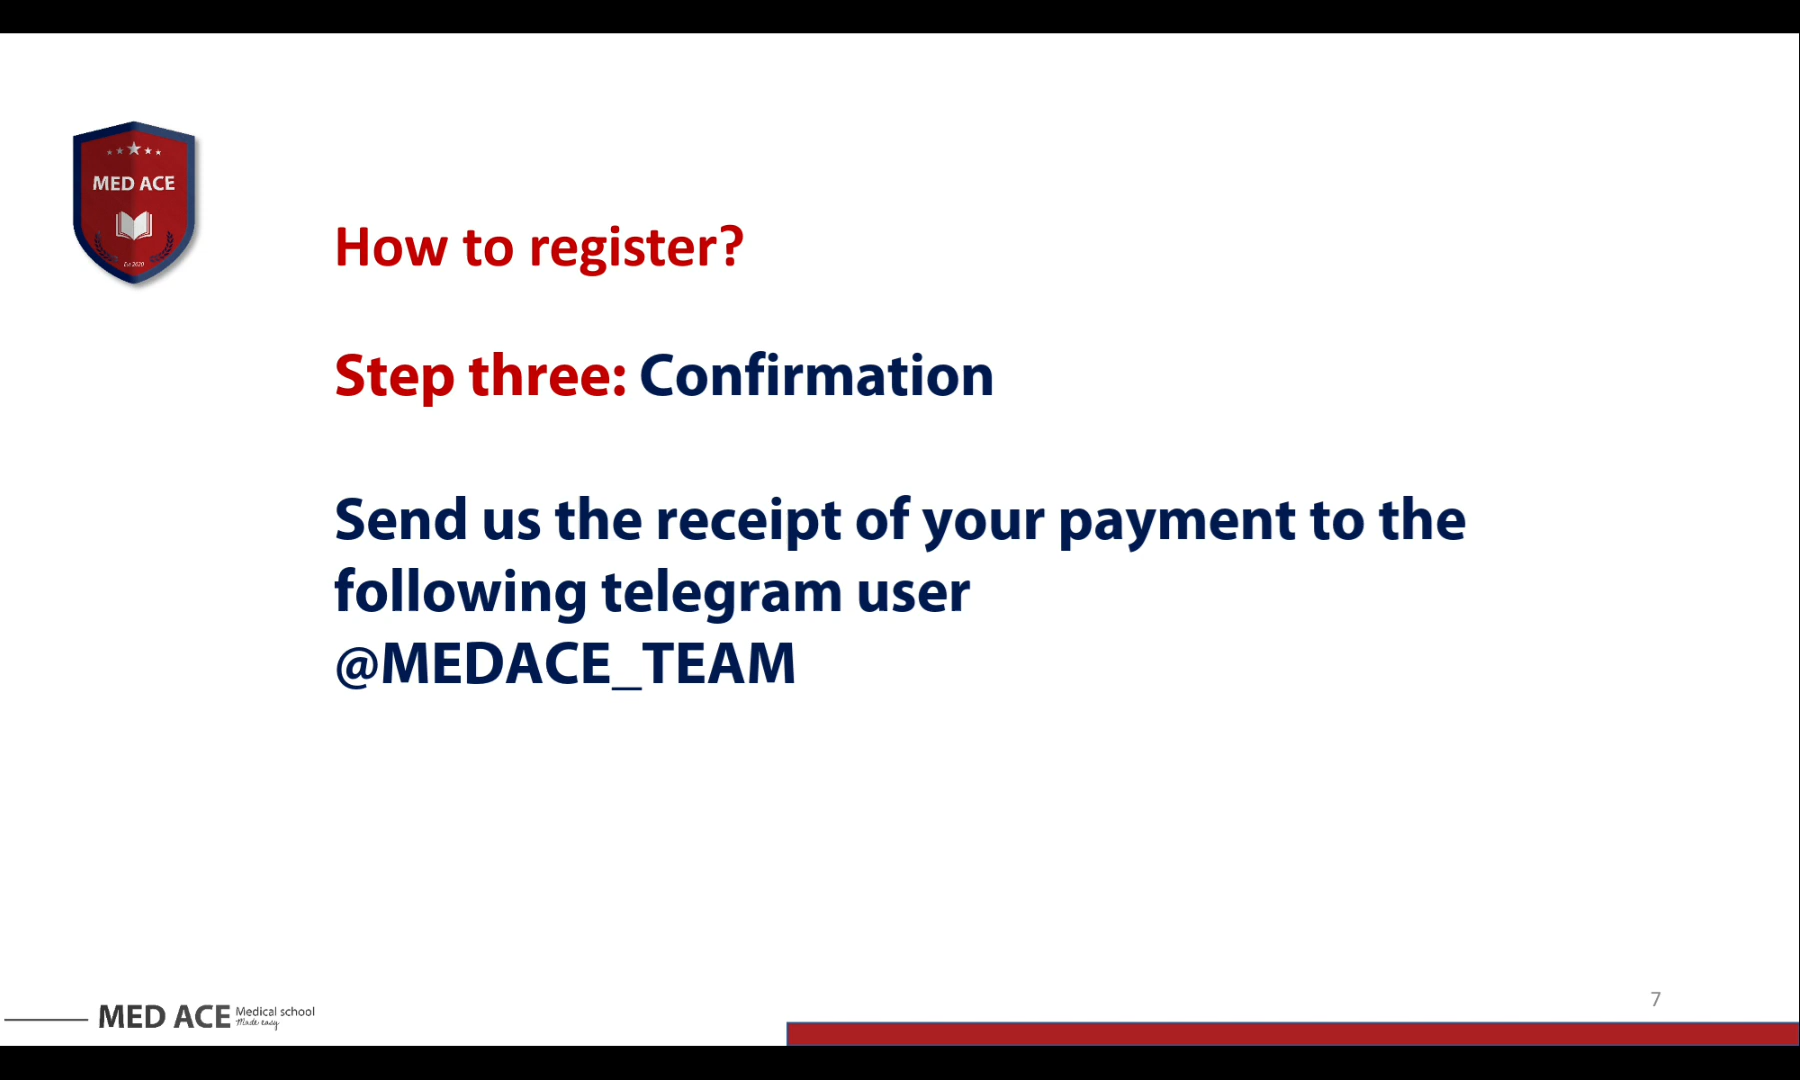 MED ACE
Est 2020
How to register?
Step three: Confirmation
Send us the receipt of your payment to the
following telegram user
@MEDACE_TEAM
7
MED ACE Medical school
Made easy